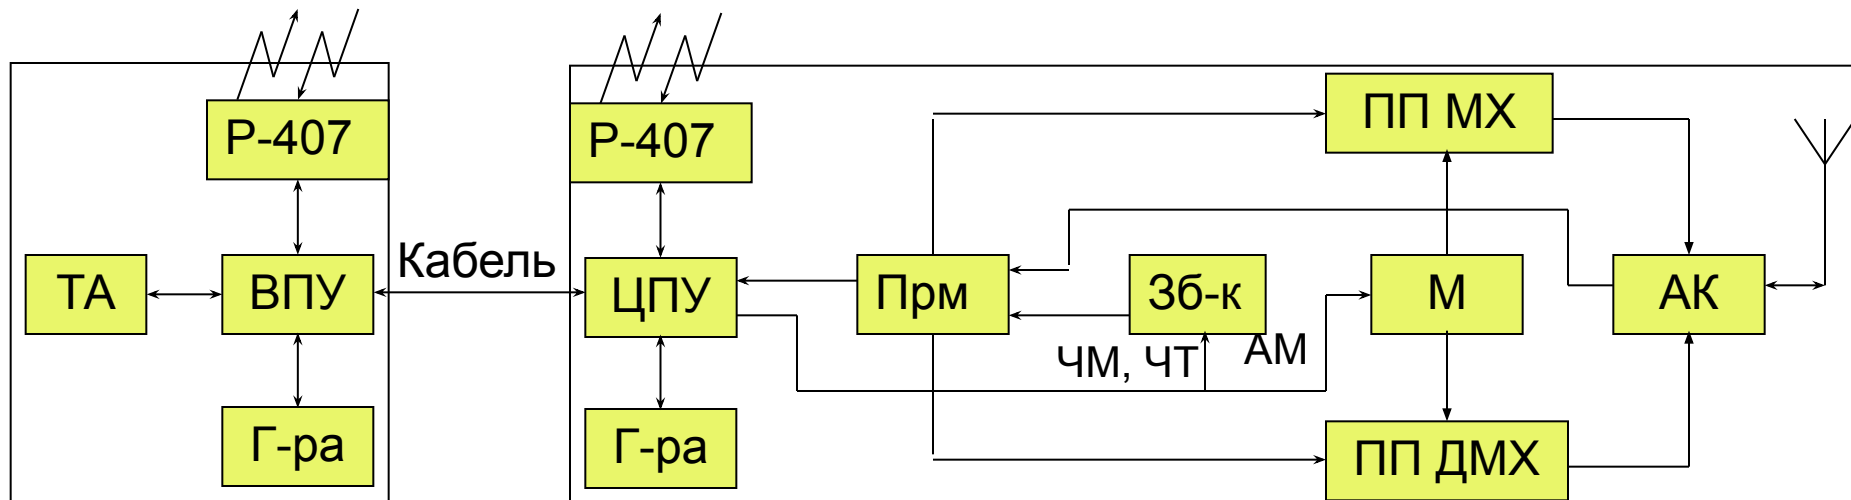 Р-407
ТА
ВПУ
Г-ра
Кабель
Р-407
ЦПУ
Г-ра
Прм
Зб-к
ЧМ, ЧТ
АМ
ПП МХ
М
ПП ДМХ
АК